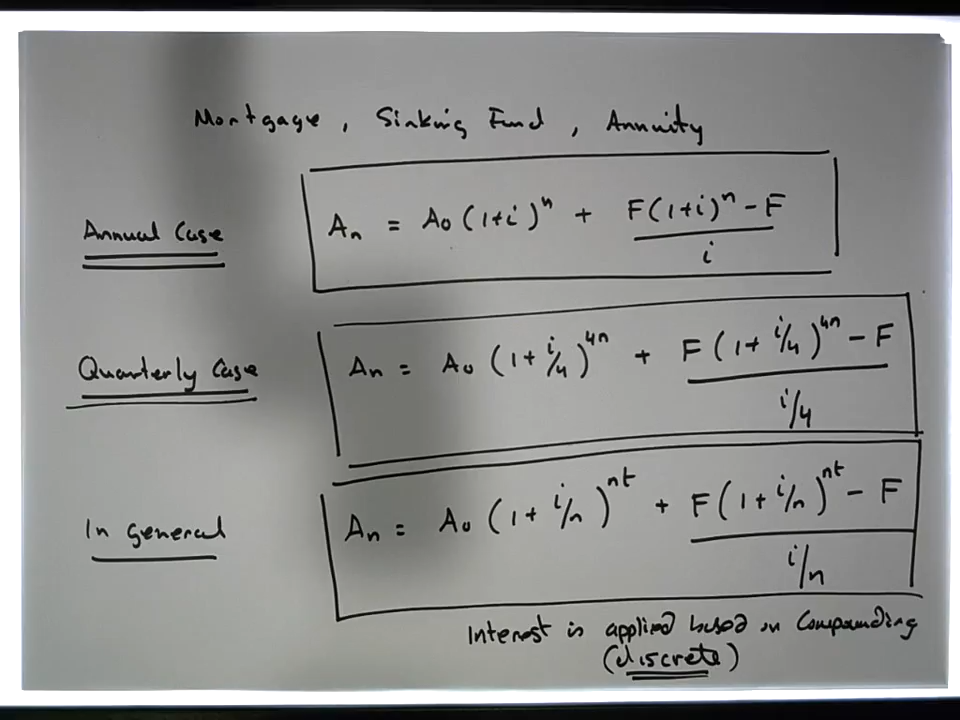 Mortgage, Sinking Fund, Annuity
Annual Case
An = A0 (1+i)^n + (F(1+i)^n - F)/i
Quarterly Case
An = A0 (1 + i/4)^4n + (F(1 + i/4)^4n - F)/(i/4)
In general
An = A0 (1 + i/n)^nt + (F(1 + i/n)^nt - F)/(i/n)
Interest is applied based on Compounding
(discrete)